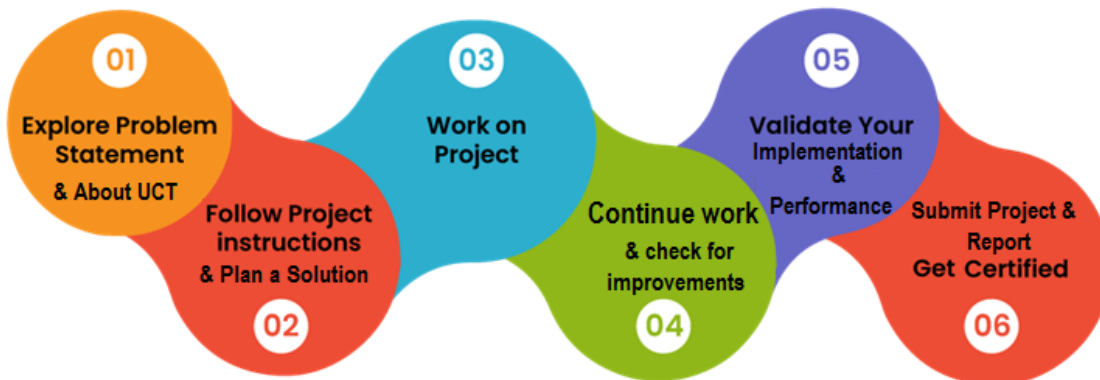 01
Explore Problem
Statement
& About UCT
Follow Project
instructions
& Plan a Solution
02
03
Work on
Project
Continue work
& check for
improvements
04
05
Validate Your
Implementation
&
Performance
Submit Project &
Report
Get Certified
06